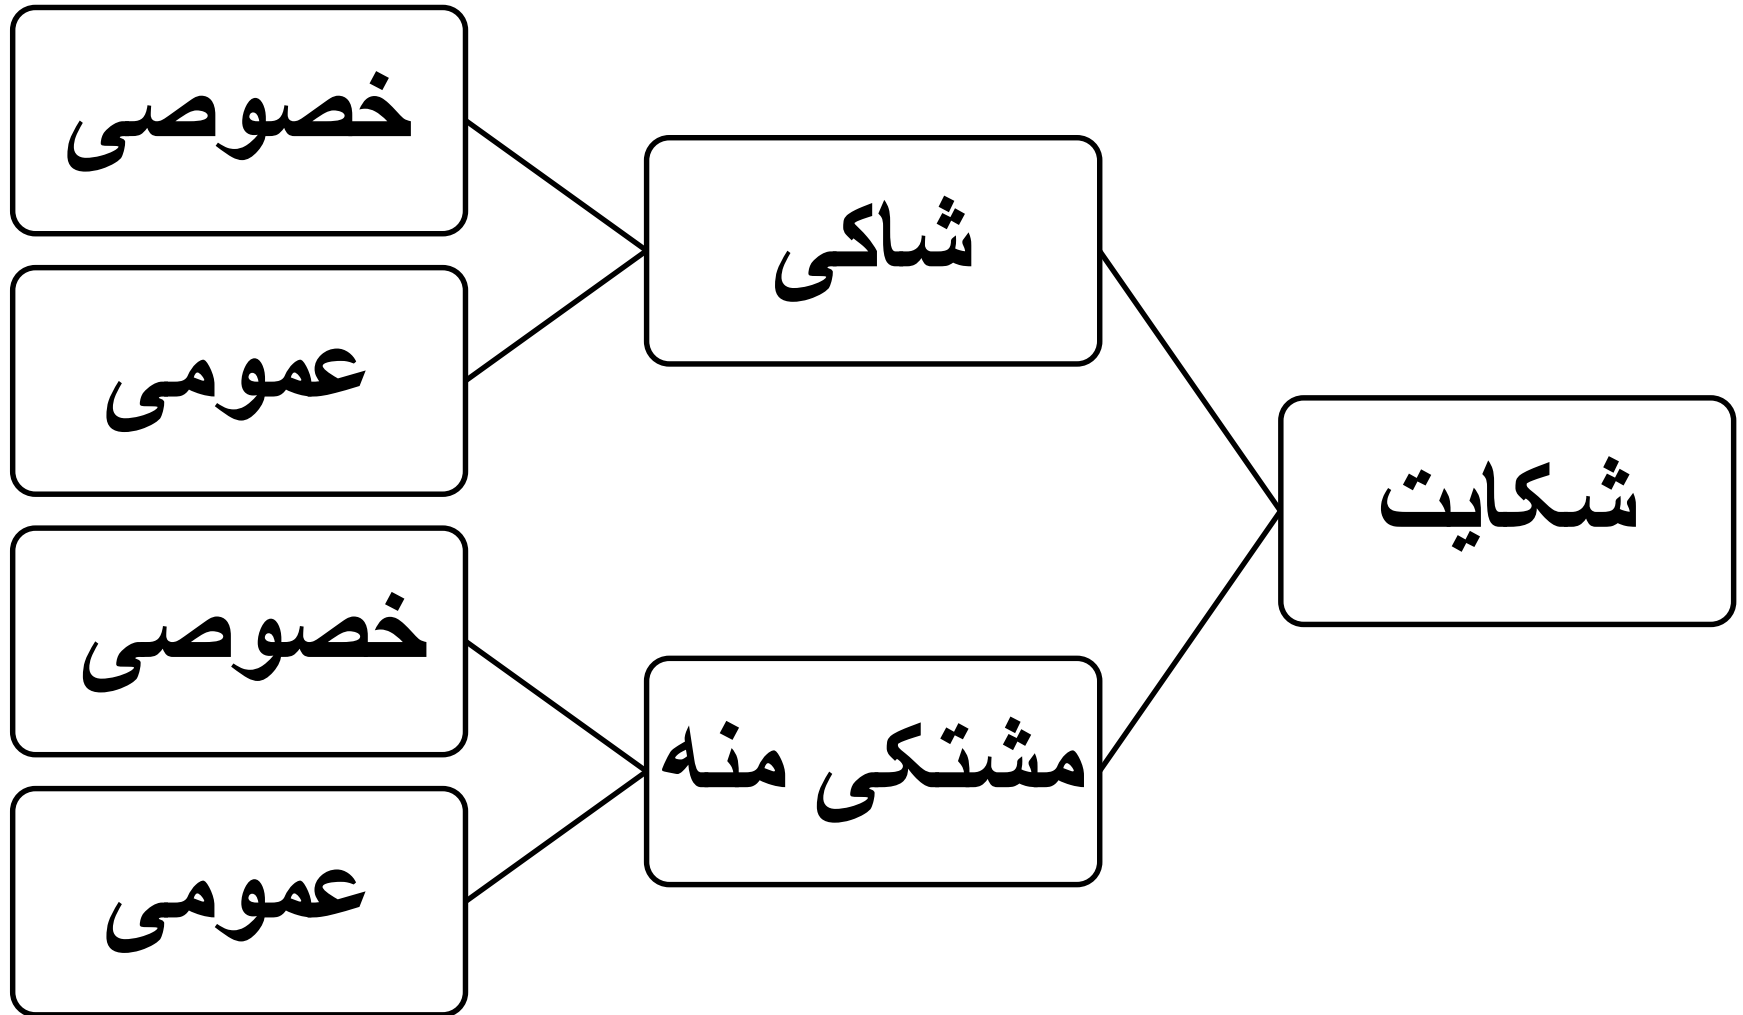 شکایت
شاکی
خصوصی
عمومی
مشتکی منه
خصوصی
عمومی